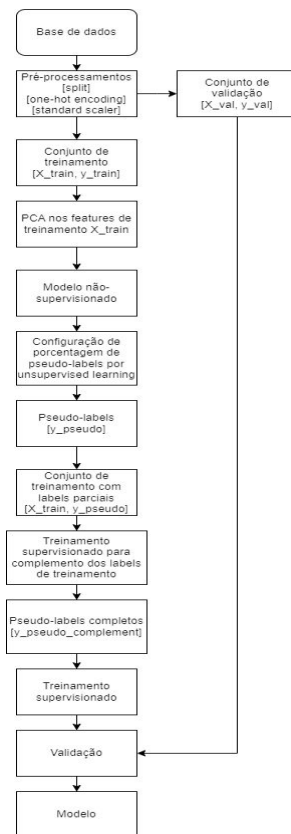 Base de dados
Pré-processamentos
[split]
[one-hot encoding]
[standard scaler]
Conjunto de
validação
[X_val, y_val]
Conjunto de
treinamento
[X_train, y_train]
PCA nos features de
treinamento X_train
Modelo não-
supervisionado
Configuração de
porcentagem de
pseudo-labels por
unsupervised learning
Pseudo-labels
[y_pseudo]
Conjunto de
treinamento com
labels parciais
[X_train, y_pseudo]
Treinamento
supervisionado para
complemento dos labels
de treinamento
Pseudo-labels completos
[y_pseudo_complement]
Treinamento
supervisionado
Validação
Modelo